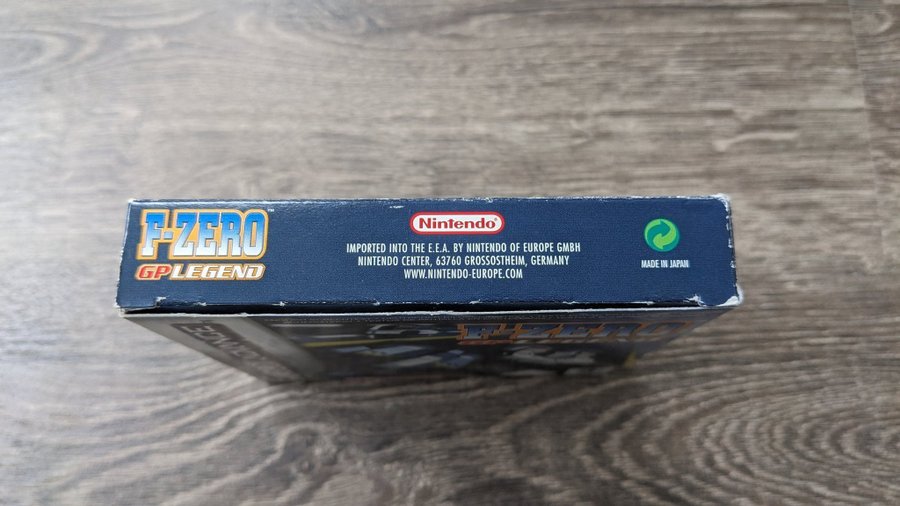 F-ZERO™
GP LEGEND
Nintendo®
IMPORTED INTO THE E.E.A. BY NINTENDO OF EUROPE GMBH
NINTENDO CENTER, 63760 GROSSOSTHEIM, GERMANY
WWW.NINTENDO-EUROPE.COM
MADE IN JAPAN
F-ZERO